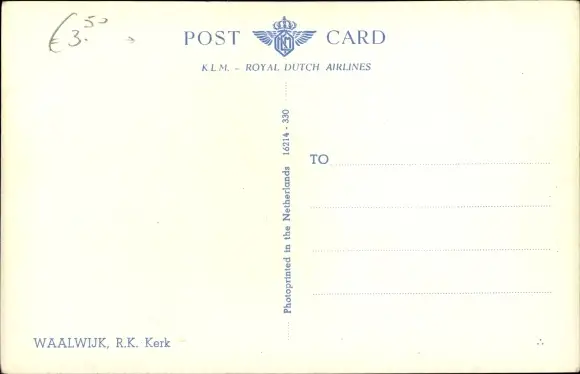 € 3.50
POST CARD
K.L.M. – ROYAL DUTCH AIRLINES
Photoprinted in the Netherlands 16214 - 330
TO
WAALWIJK, R.K. Kerk